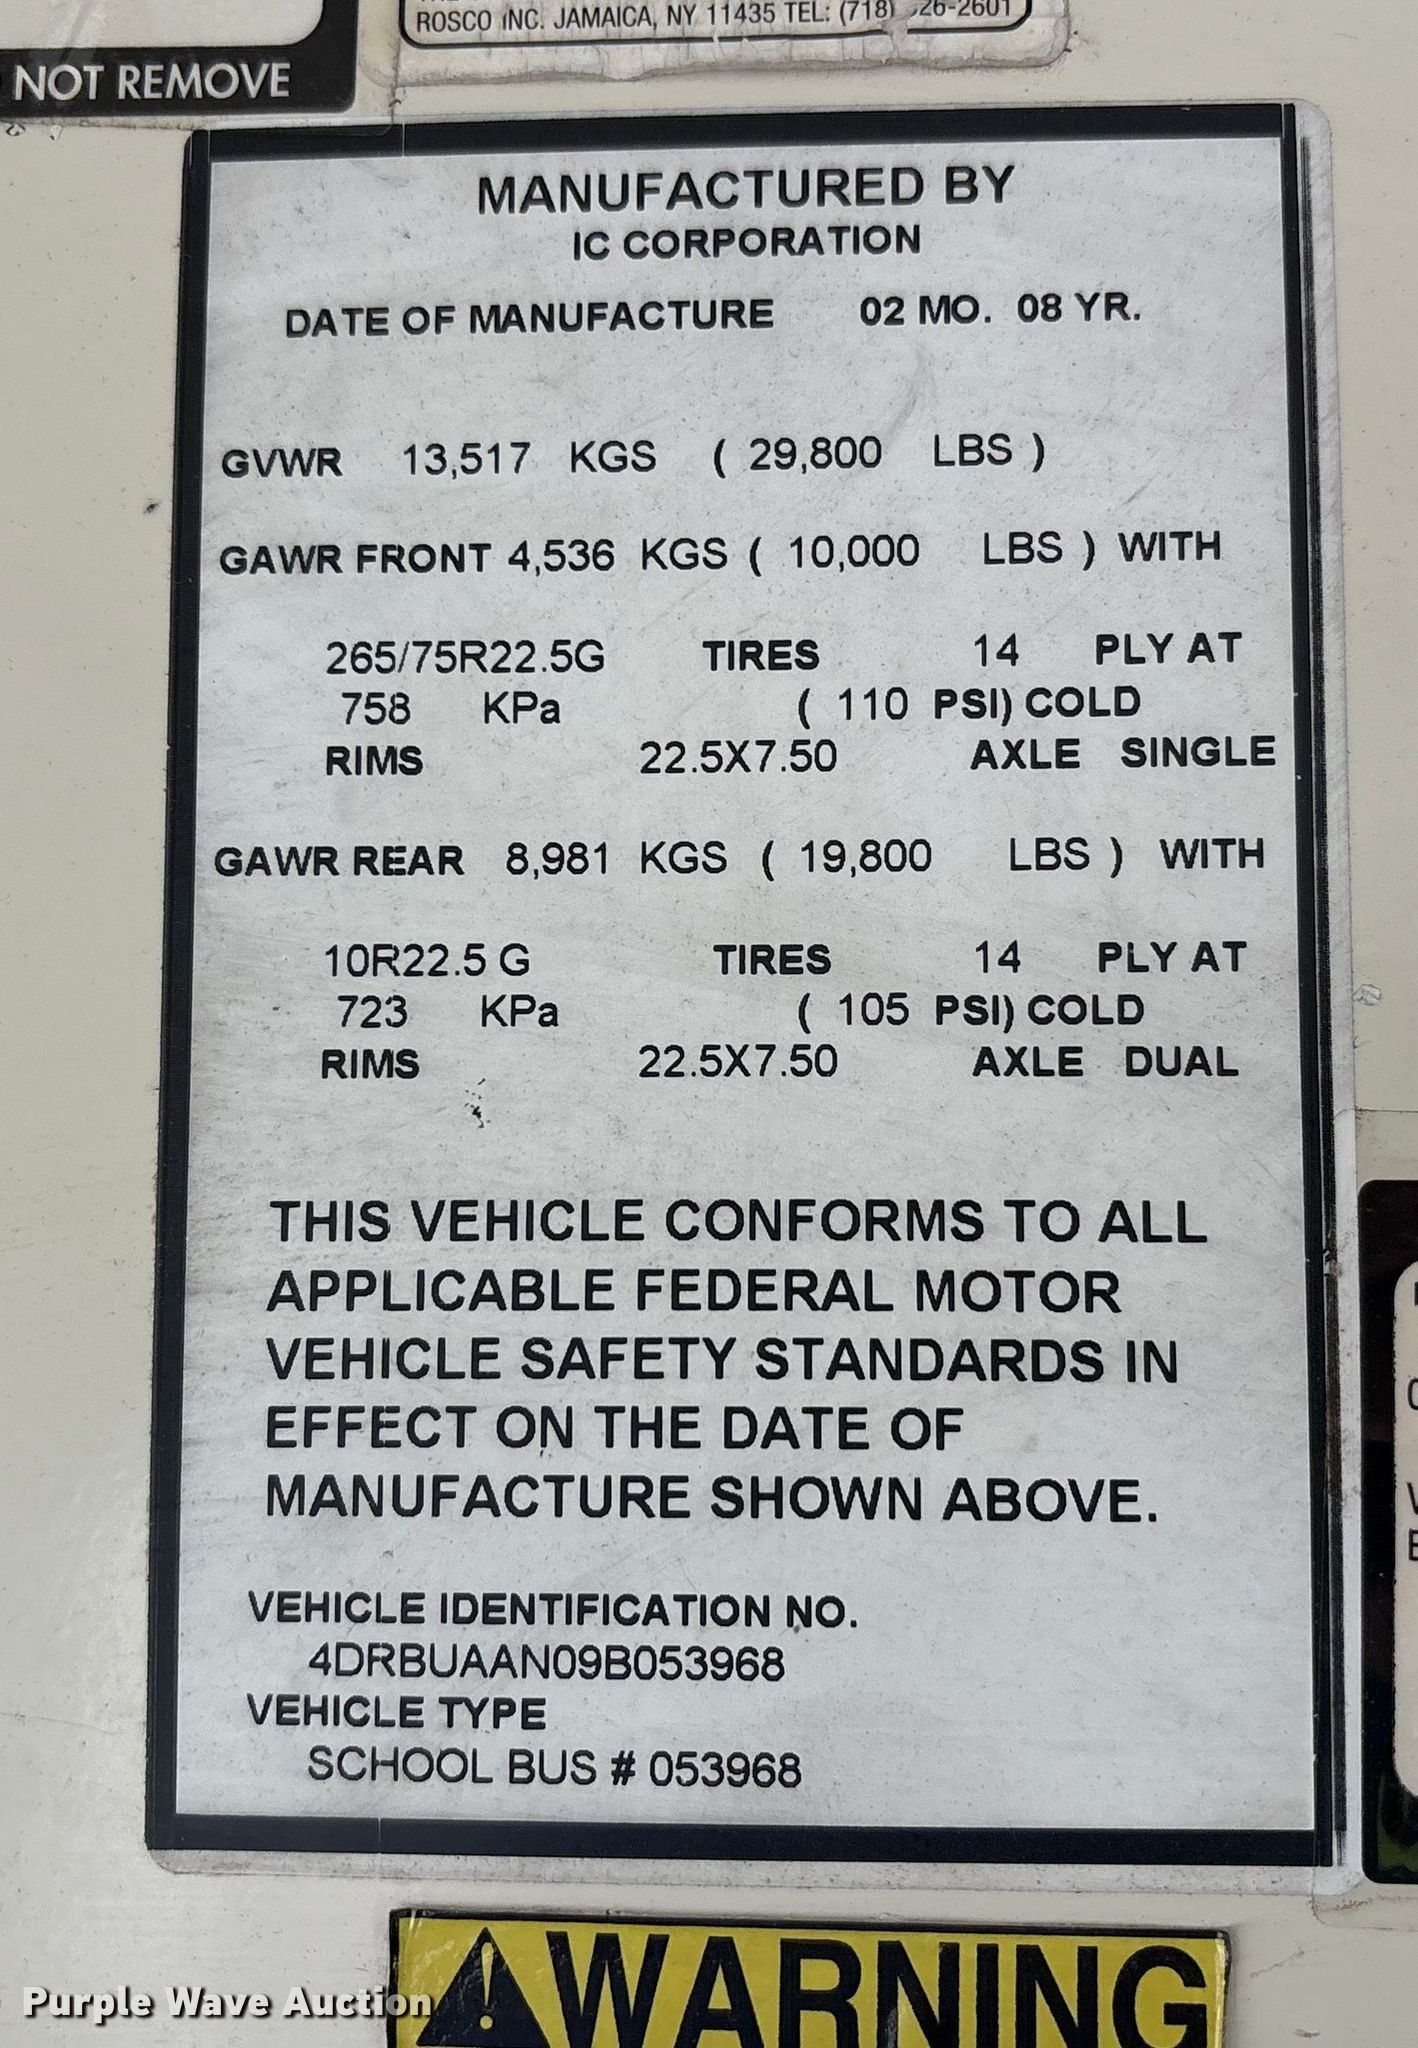 ROSCO INC. JAMAICA, NY 11435 TEL: (718) 26-2601
NOT REMOVE
MANUFACTURED BY
IC CORPORATION
DATE OF MANUFACTURE 02 MO. 08 YR.
GVWR 13,517 KGS ( 29,800 LBS )
GAWR FRONT 4,536 KGS ( 10,000 LBS ) WITH
265/75R22.5G TIRES 14 PLY AT
758 KPa ( 110 PSI) COLD
RIMS 22.5X7.50 AXLE SINGLE
GAWR REAR 8,981 KGS ( 19,800 LBS ) WITH
10R22.5 G TIRES 14 PLY AT
723 KPa ( 105 PSI) COLD
RIMS 22.5X7.50 AXLE DUAL
THIS VEHICLE CONFORMS TO ALL
APPLICABLE FEDERAL MOTOR
VEHICLE SAFETY STANDARDS IN
EFFECT ON THE DATE OF
MANUFACTURE SHOWN ABOVE.
VEHICLE IDENTIFICATION NO.
4DRBUAAN09B053968
VEHICLE TYPE
SCHOOL BUS # 053968
WARNING
Purple Wave Auction